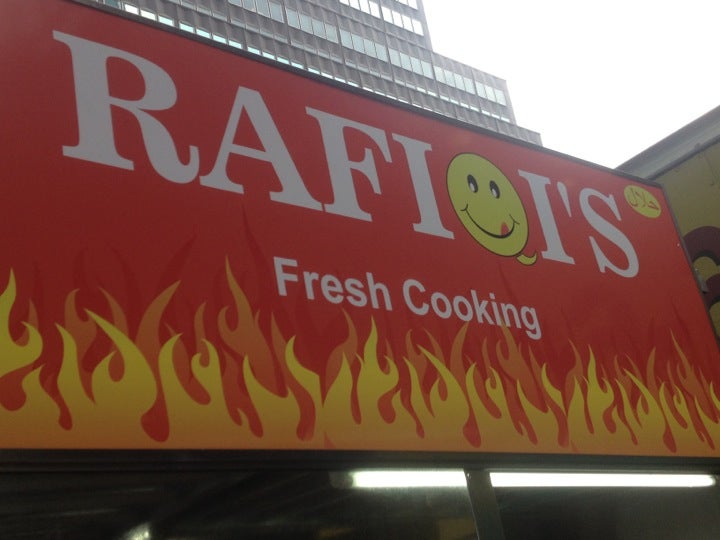 RAFIQI'S
حلال
Fresh Cooking